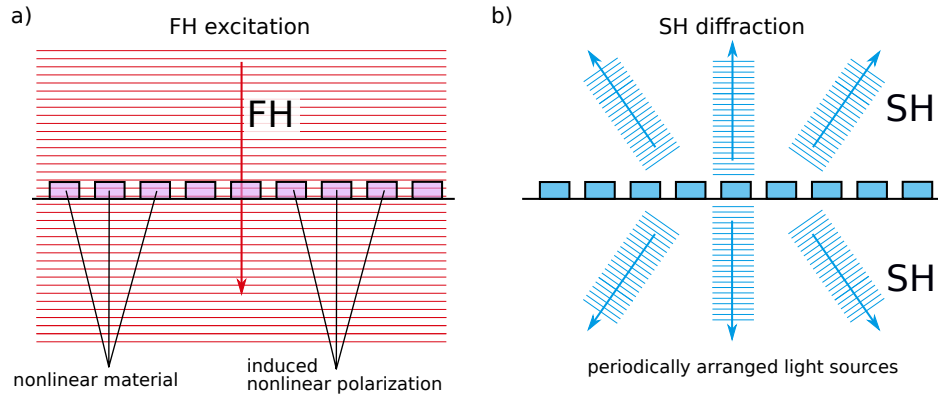 a)
FH excitation
FH
nonlinear material
induced
nonlinear polarization
b)
SH diffraction
SH
SH
periodically arranged light sources